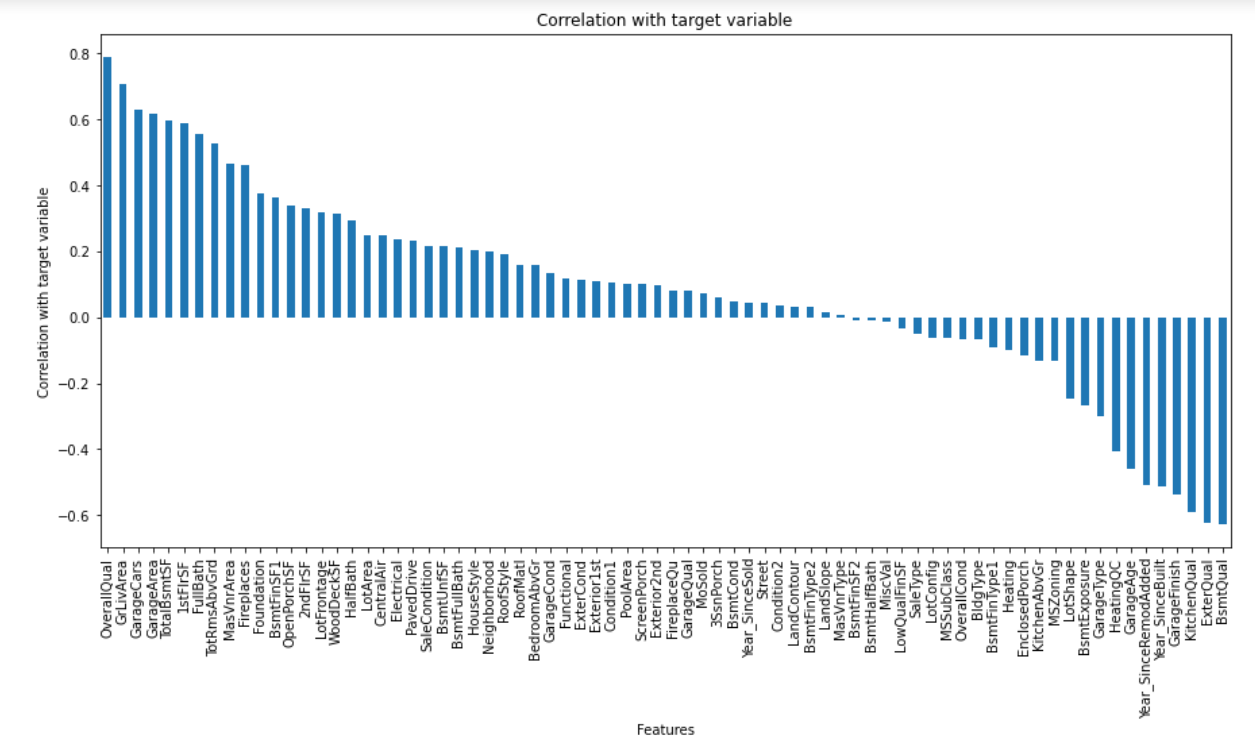 Correlation with target variable
0.8
0.6
0.4
0.2
0.0
−0.2
−0.4
−0.6
Correlation with target variable
OverallQual
GrLivArea
GarageCars
GarageArea
TotalBsmtSF
1stFlrSF
FullBath
TotRmsAbvGrd
MasVnrArea
Fireplaces
Foundation
BsmtFinSF1
OpenPorchSF
2ndFlrSF
LotFrontage
WoodDeckSF
HalfBath
LotArea
CentralAir
Electrical
PavedDrive
SaleCondition
BsmtUnfSF
BsmtFullBath
HouseStyle
Neighborhood
RoofStyle
RoofMatl
BedroomAbvGr
GarageCond
Functional
ExterCond
Exterior1st
Condition1
PoolArea
ScreenPorch
Exterior2nd
FireplaceQu
GarageQual
MoSold
3SsnPorch
BsmtCond
Year_SinceSold
Street
Condition2
LandContour
BsmtFinType2
LandSlope
MasVnrType
BsmtFinSF2
BsmtHalfBath
MiscVal
LowQualFinSF
SaleType
LotConfig
MSSubClass
OverallCond
BldgType
BsmtFinType1
Heating
EnclosedPorch
KitchenAbvGr
MSZoning
LotShape
BsmtExposure
GarageType
HeatingQC
GarageAge
Year_SinceRemodAdded
Year_SinceBuilt
GarageFinish
KitchenQual
ExterQual
BsmtQual
Features